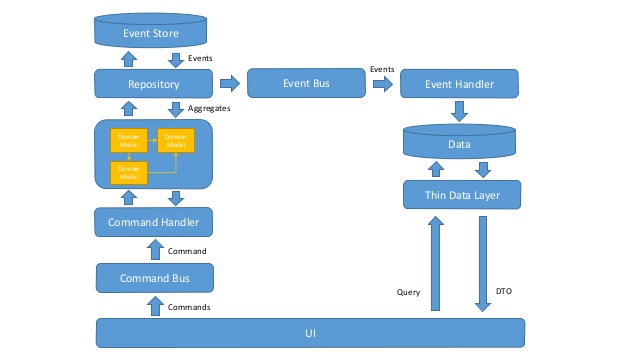 Event Store
Events
Repository
Event Bus
Events
Event Handler
Aggregates
Domain
Model
Domain
Model
Domain
Model
Data
Thin Data Layer
Command Handler
Command
Command Bus
Commands
Query
DTO
UI